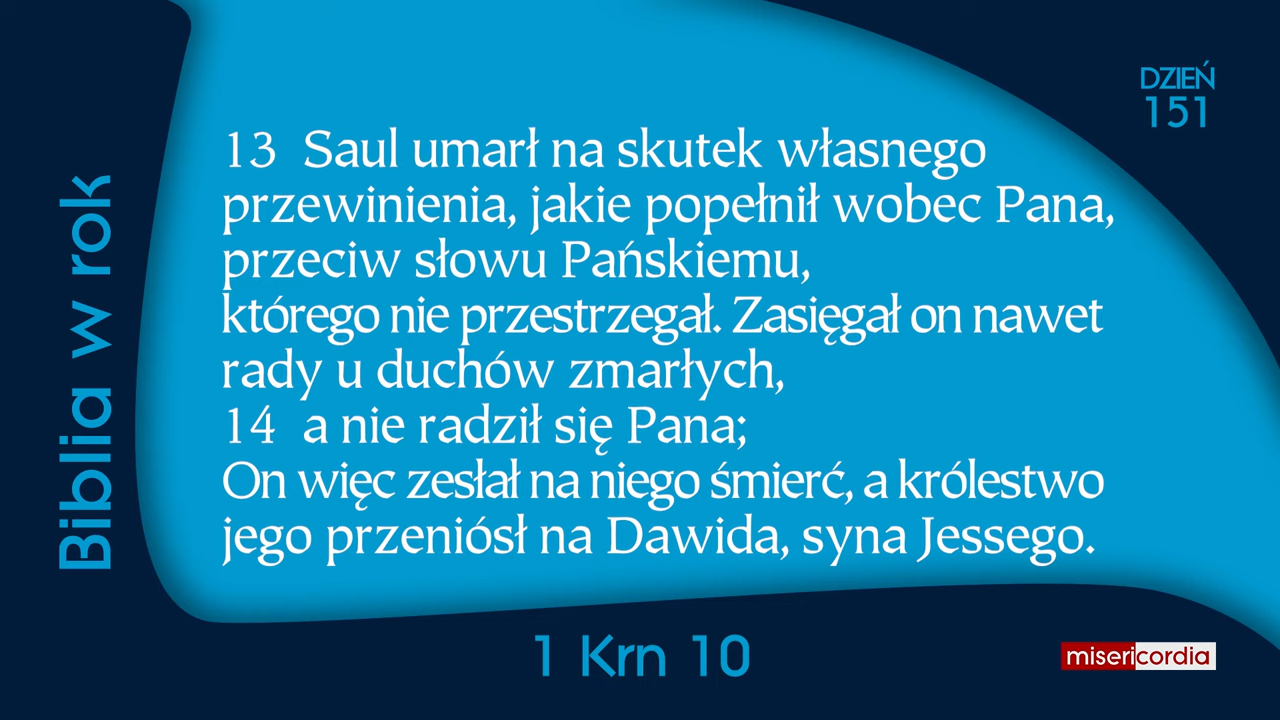 DZIEŃ
151
13 Saul umarł na skutek własnego
przewinienia, jakie popełnił wobec Pana,
przeciw słowu Pańskiemu,
którego nie przestrzegał. Zasięgał on nawet
rady u duchów zmarłych,
14 a nie radził się Pana;
On więc zesłał na niego śmierć, a królestwo
jego przeniósł na Dawida, syna Jessego.
Biblia w rok
1 Krn 10
misericordia